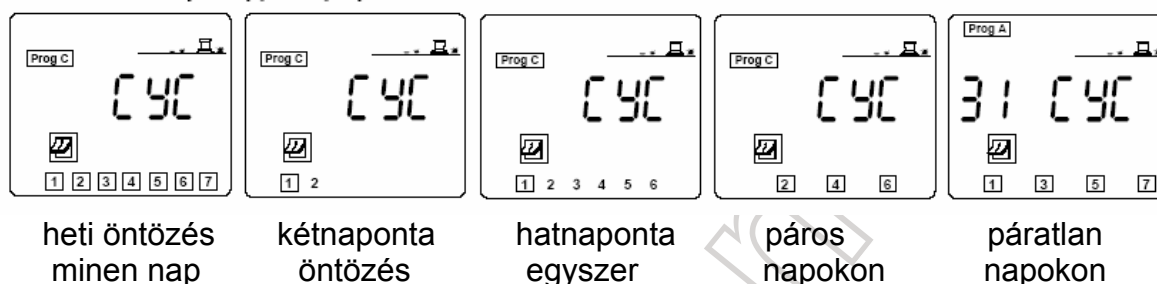 Prog C
CYC
1 2 3 4 5 6 7
heti öntözés
minen nap
Prog C
CYC
1 2
kétnaponta
öntözés
Prog C
CYC
1 2 3 4 5 6
hatnaponta
egyszer
Prog C
CYC
2 4 6
páros
napokon
Prog A
31 CYC
1 3 5 7
páratlan
napokon